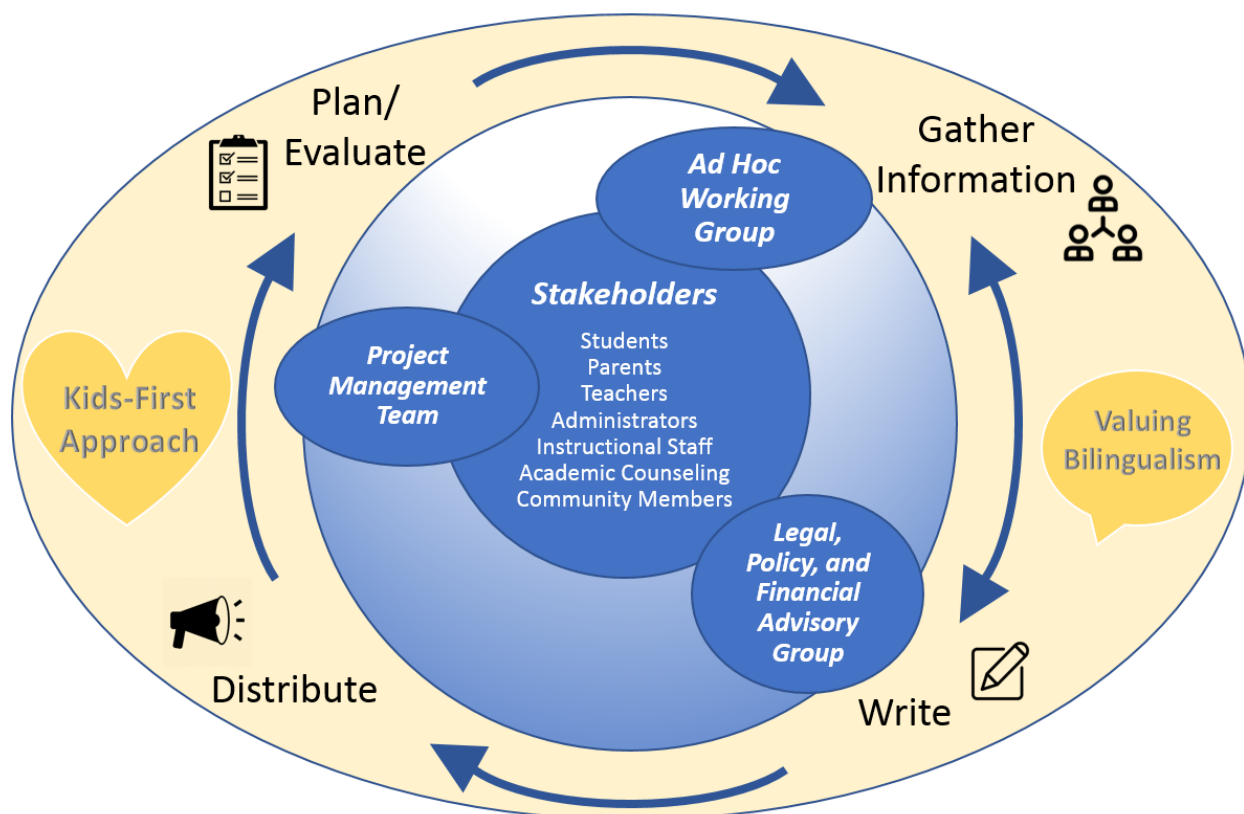 Plan/
Evaluate
Gather
Information
Ad Hoc
Working
Group
Stakeholders
Students
Parents
Teachers
Administrators
Instructional Staff
Academic Counseling
Community Members
Project
Management
Team
Kids-First
Approach
Valuing
Bilingualism
Legal,
Policy, and
Financial
Advisory
Group
Distribute
Write